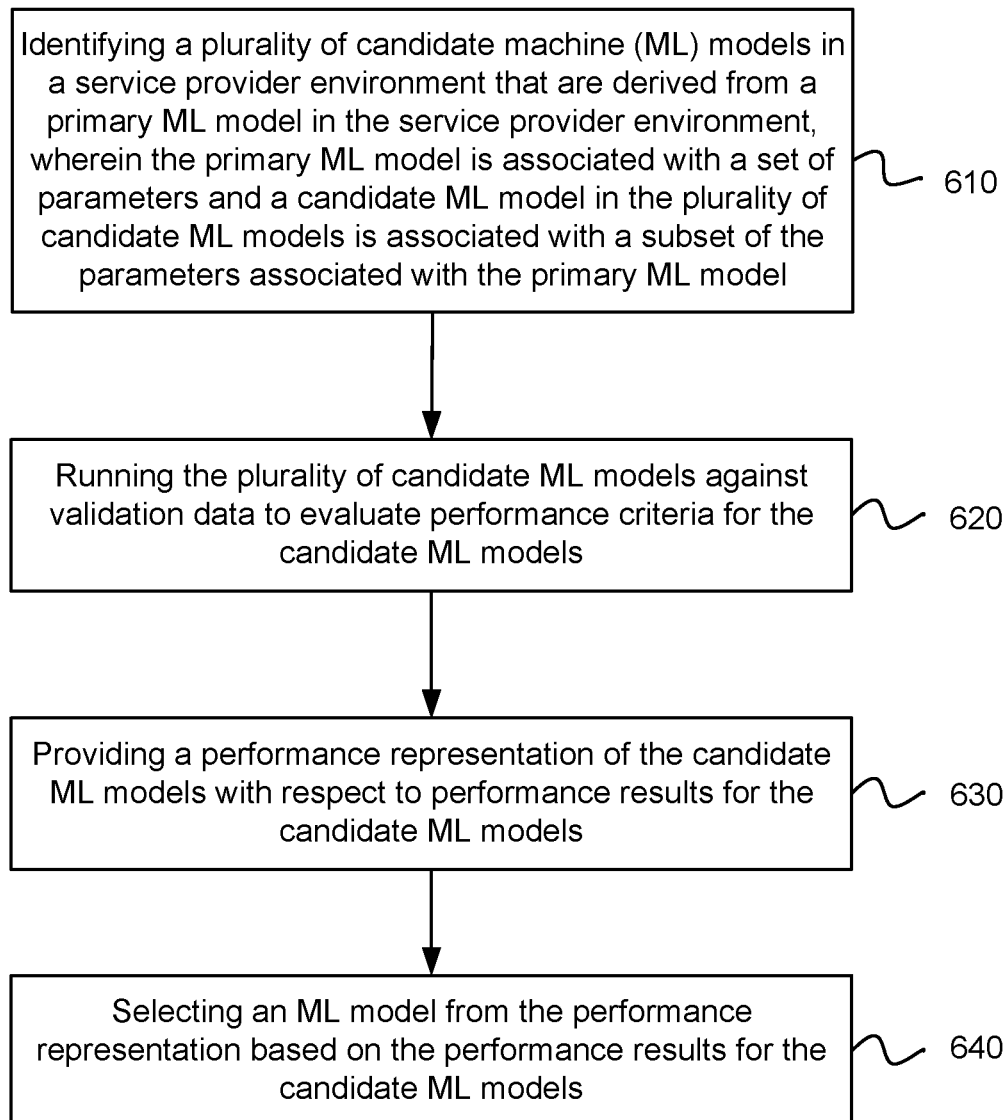 Identifying a plurality of candidate machine (ML) models in
a service provider environment that are derived from a
primary ML model in the service provider environment,
wherein the primary ML model is associated with a set of
parameters and a candidate ML model in the plurality of
candidate ML models is associated with a subset of the
parameters associated with the primary ML model
610
Running the plurality of candidate ML models against
validation data to evaluate performance criteria for the
candidate ML models
620
Providing a performance representation of the candidate
ML models with respect to performance results for the
candidate ML models
630
Selecting an ML model from the performance
representation based on the performance results for the
candidate ML models
640